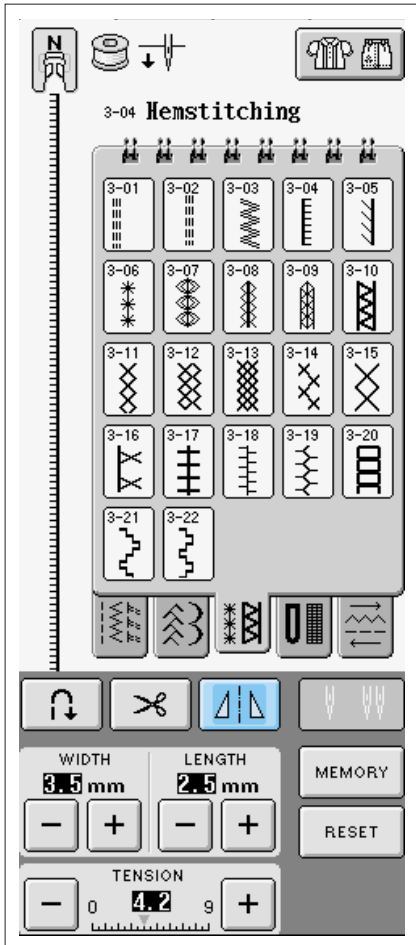 N
3-04 Hemstitching
3-01 3-02 3-03 3-04 3-05
3-06 3-07 3-08 3-09 3-10
3-11 3-12 3-13 3-14 3-15
3-16 3-17 3-18 3-19 3-20
3-21 3-22
WIDTH LENGTH
3.5 mm 2.5 mm
− + − +
MEMORY
RESET
TENSION
− 0 4.2 9 +